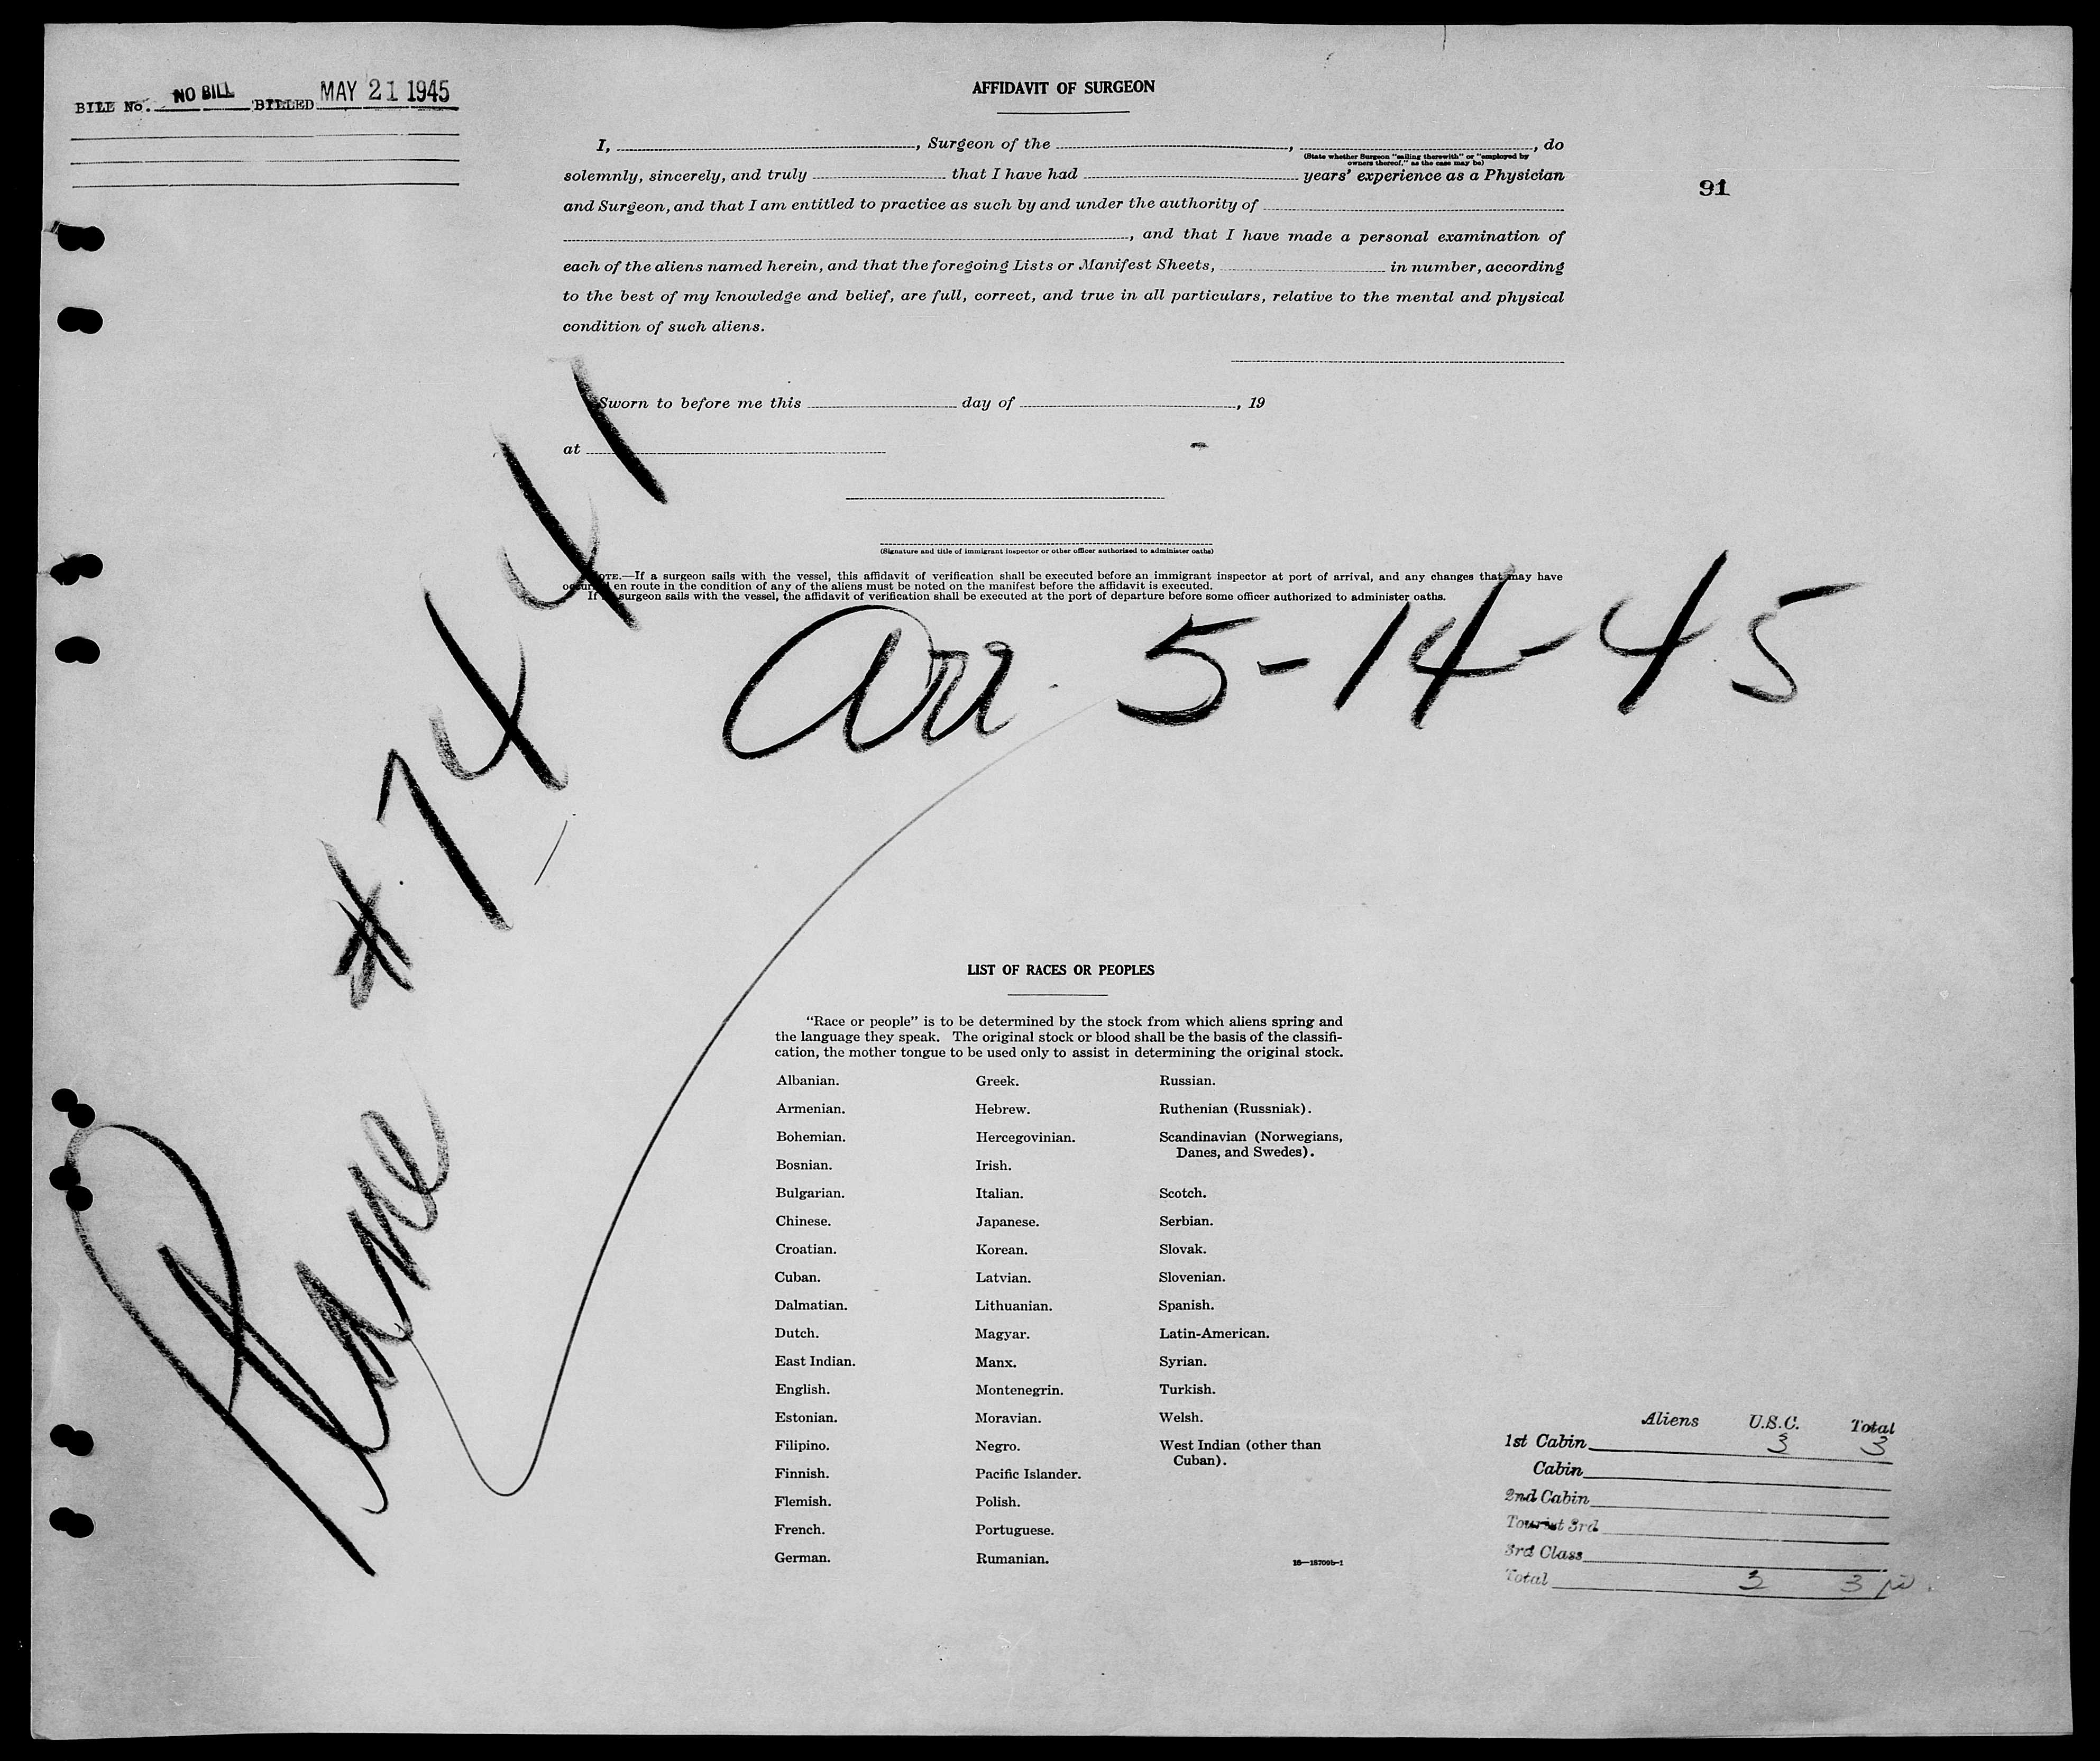 BILL No. NO BILL BILLED MAY 21 1945
AFFIDAVIT OF SURGEON
I, , Surgeon of the , , do
(State whether Surgeon "sailing therewith" or "employed by
owners thereof," as the case may be)
solemnly, sincerely, and truly that I have had years' experience as a Physician
91
and Surgeon, and that I am entitled to practice as such by and under the authority of
, and that I have made a personal examination of
each of the aliens named herein, and that the foregoing Lists or Manifest Sheets, in number, according
to the best of my knowledge and belief, are full, correct, and true in all particulars, relative to the mental and physical
condition of such aliens.
Sworn to before me this day of , 19
at
(Signature and title of immigrant inspector or other officer authorized to administer oaths)
NOTE.—If a surgeon sails with the vessel, this affidavit of verification shall be executed before an immigrant inspector at port of arrival, and any changes that may have
occurred en route in the condition of any of the aliens must be noted on the manifest before the affidavit is executed.
If surgeon sails with the vessel, the affidavit of verification shall be executed at the port of departure before some officer authorized to administer oaths.
Plane #7441
Arr. 5-14-45
LIST OF RACES OR PEOPLES
"Race or people" is to be determined by the stock from which aliens spring and
the language they speak. The original stock or blood shall be the basis of the classifi-
cation, the mother tongue to be used only to assist in determining the original stock.
Albanian. Greek. Russian.
Armenian. Hebrew. Ruthenian (Russniak).
Bohemian. Hercegovinian. Scandinavian (Norwegians,
Danes, and Swedes).
Bosnian. Irish.
Bulgarian. Italian. Scotch.
Chinese. Japanese. Serbian.
Croatian. Korean. Slovak.
Cuban. Latvian. Slovenian.
Dalmatian. Lithuanian. Spanish.
Dutch. Magyar. Latin-American.
East Indian. Manx. Syrian.
English. Montenegrin. Turkish.
Estonian. Moravian. Welsh.
Filipino. Negro. West Indian (other than
Cuban).
Finnish. Pacific Islander.
Flemish. Polish.
French. Portuguese.
German. Rumanian.
16—18709b-1
Aliens U.S.C. Total
1st Cabin 3 3
Cabin
2nd Cabin
Tourist 3rd
3rd Class
Total 3 3